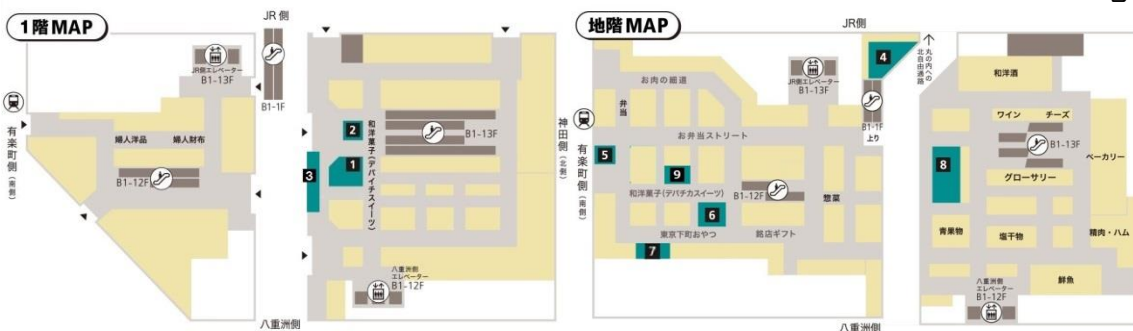 1階MAP
JR側
JR側エレベーター
B1-13F
B1-1F
有楽町側(南側)
婦人洋品
婦人財布
B1-12F
2
1
3
和洋菓子(デパイチスイーツ)
B1-13F
神田側(北側)
八重洲側
エレベーター
B1-12F
八重洲側
地階MAP
JR側
4
丸の内への
北自由通路
お肉の細道
JR側エレベーター
B1-13F
弁当
B1-1F
上り
お弁当ストリート
有楽町側(南側)
5
9
和洋菓子(デパチカスイーツ)
B1-12F
惣菜
6
東京下町おやつ
銘店ギフト
7
和洋酒
ワイン
チーズ
B1-13F
ベーカリー
8
グローサリー
青果物
塩干物
精肉・ハム
鮮魚
八重洲側
エレベーター
B1-12F
八重洲側